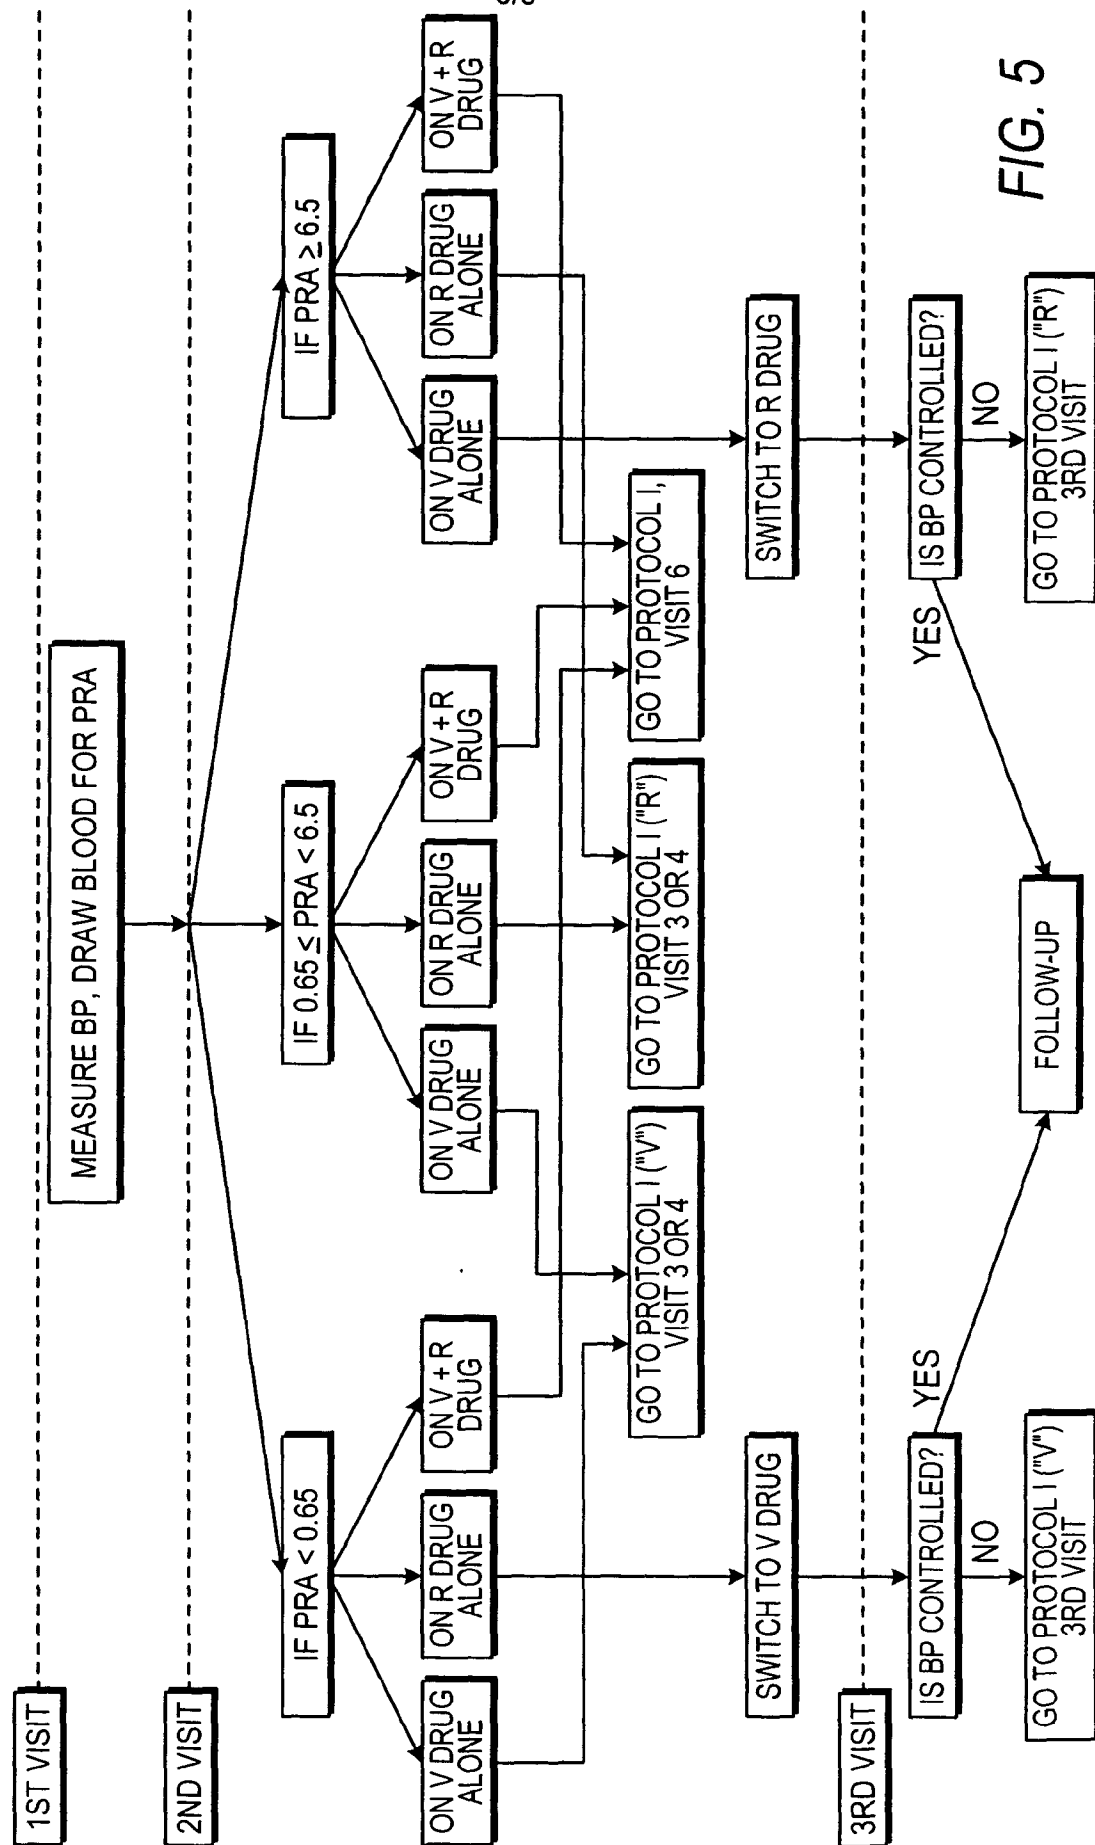 1ST VISIT
MEASURE BP, DRAW BLOOD FOR PRA
2ND VISIT
IF PRA < 0.65
IF 0.65 ≤ PRA < 6.5
IF PRA ≥ 6.5
ON V DRUG
ALONE
ON R DRUG
ALONE
ON V + R
DRUG
ON V DRUG
ALONE
ON R DRUG
ALONE
ON V + R
DRUG
ON V DRUG
ALONE
ON R DRUG
ALONE
ON V + R
DRUG
GO TO PROTOCOL I ("V")
VISIT 3 OR 4
GO TO PROTOCOL I ("R")
VISIT 3 OR 4
GO TO PROTOCOL I,
VISIT 6
SWITCH TO V DRUG
SWITCH TO R DRUG
3RD VISIT
IS BP CONTROLLED?
YES
NO
IS BP CONTROLLED?
YES
NO
GO TO PROTOCOL I ("V")
3RD VISIT
FOLLOW-UP
GO TO PROTOCOL I ("R")
3RD VISIT
FIG. 5